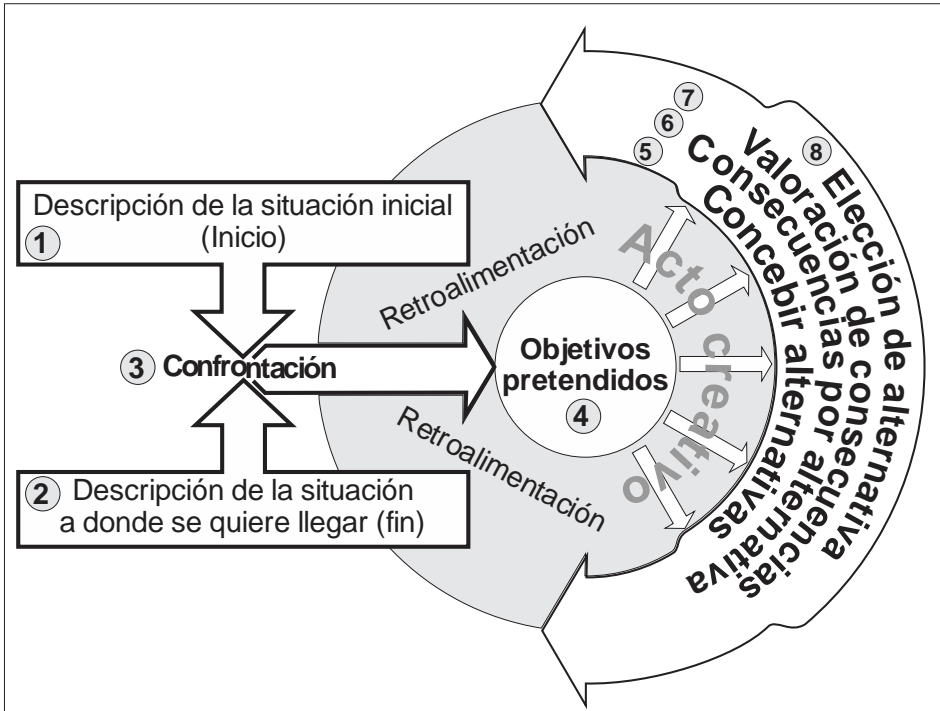 Descripción de la situación inicial
1 (Inicio)
3 Confrontación
2 Descripción de la situación
a donde se quiere llegar (fin)
Retroalimentación
Retroalimentación
Objetivos
pretendidos
4
Acto creativo
5 Concebir alternativas
6 Consecuencias por alternativa
7 Valoración de consecuencias
8 Elección de alternativa